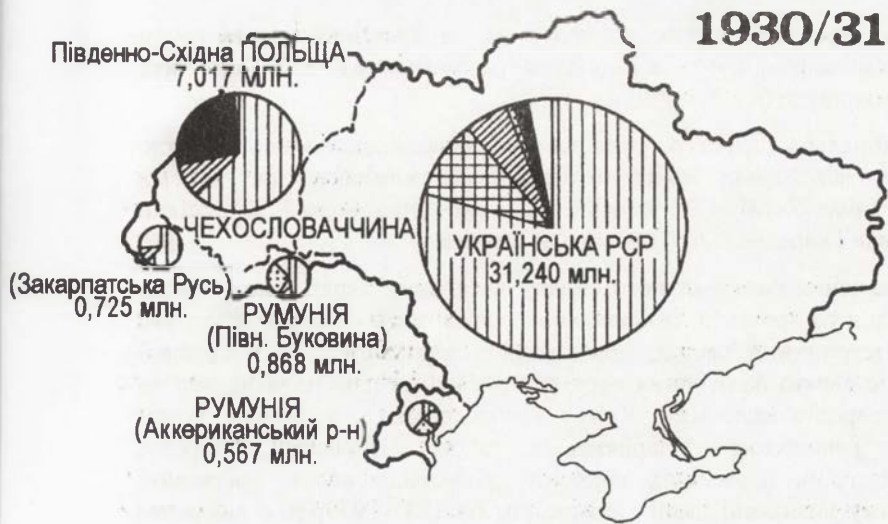 1930/31
Південно-Східна ПОЛЬЩА
7,017 МЛН.
ЧЕХОСЛОВАЧЧИНА
УКРАЇНСЬКА РСР
31,240 млн.
(Закарпатська Русь)
0,725 млн.
РУМУНІЯ
(Півн. Буковина)
0,868 млн.
РУМУНІЯ
(Аккериканський р-н)
0,567 млн.